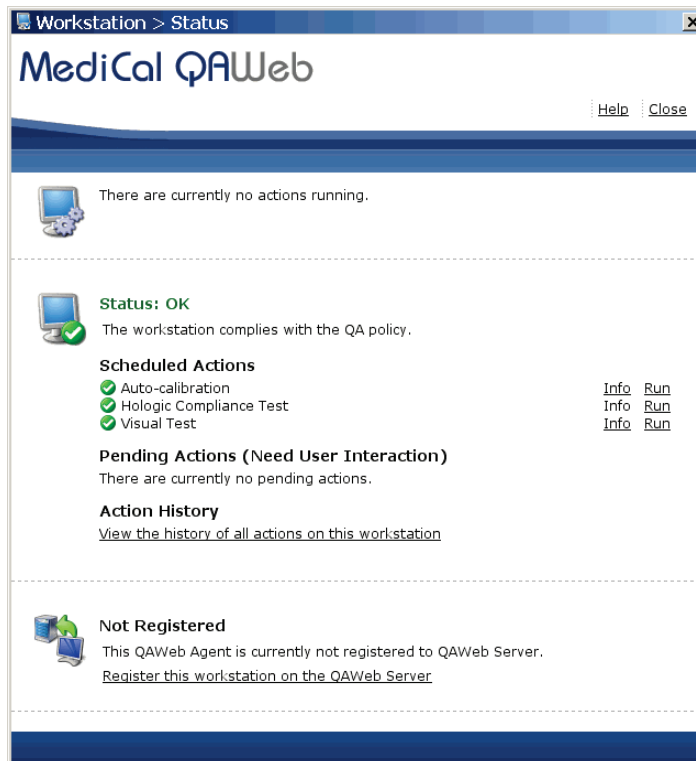 Workstation > Status
MediCal QAWeb
Help Close
There are currently no actions running.
Status: OK
The workstation complies with the QA policy.
Scheduled Actions
Auto-calibration Info Run
Hologic Compliance Test Info Run
Visual Test Info Run
Pending Actions (Need User Interaction)
There are currently no pending actions.
Action History
View the history of all actions on this workstation
Not Registered
This QAWeb Agent is currently not registered to QAWeb Server.
Register this workstation on the QAWeb Server